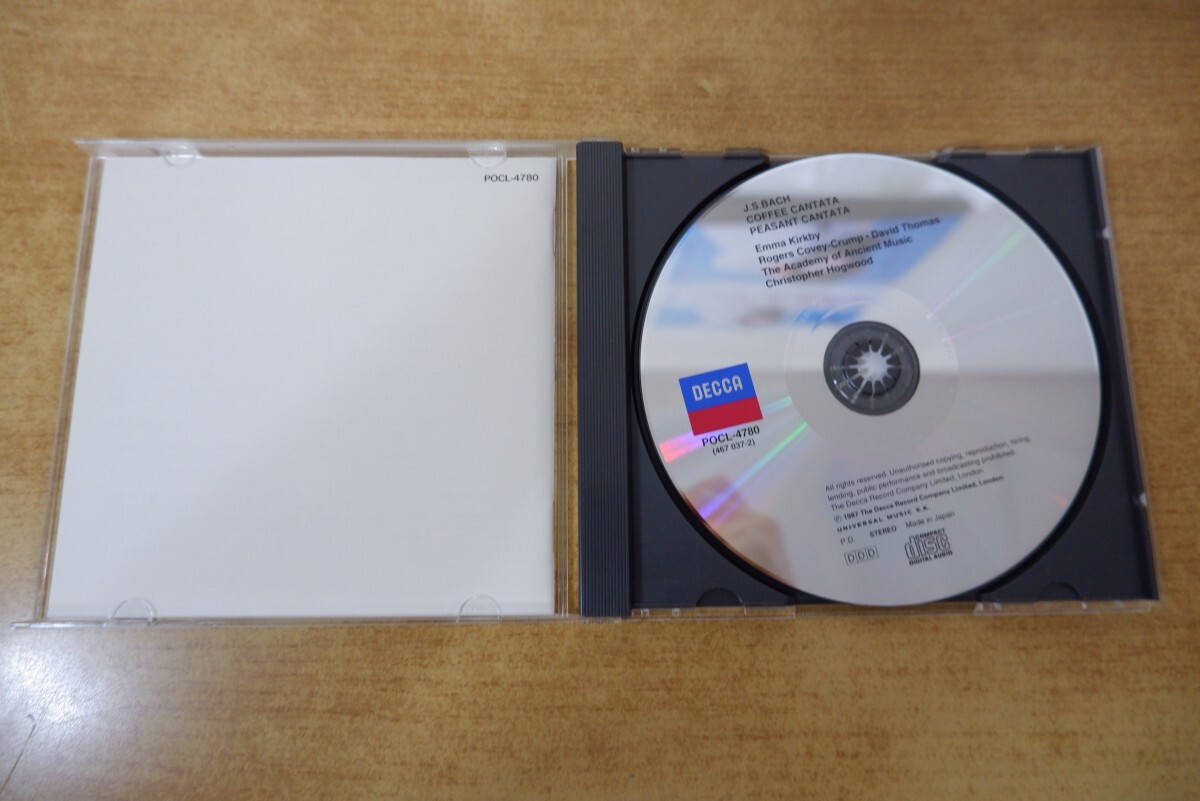 POCL-4780
J.S.BACH
COFFEE CANTATA
PEASANT CANTATA
Emma Kirkby
Rogers Covey-Crump • David Thomas
The Academy of Ancient Music
Christopher Hogwood
DECCA
POCL-4780
(467 037-2)
All rights reserved. Unauthorised copying, reproduction, hiring,
lending, public performance and broadcasting prohibited.
The Decca Record Company Limited, London
℗ 1987 The Decca Record Company Limited, London
UNIVERSAL MUSIC K.K.
P.D. STEREO Made in Japan
DDD
COMPACT
disc
DIGITAL AUDIO